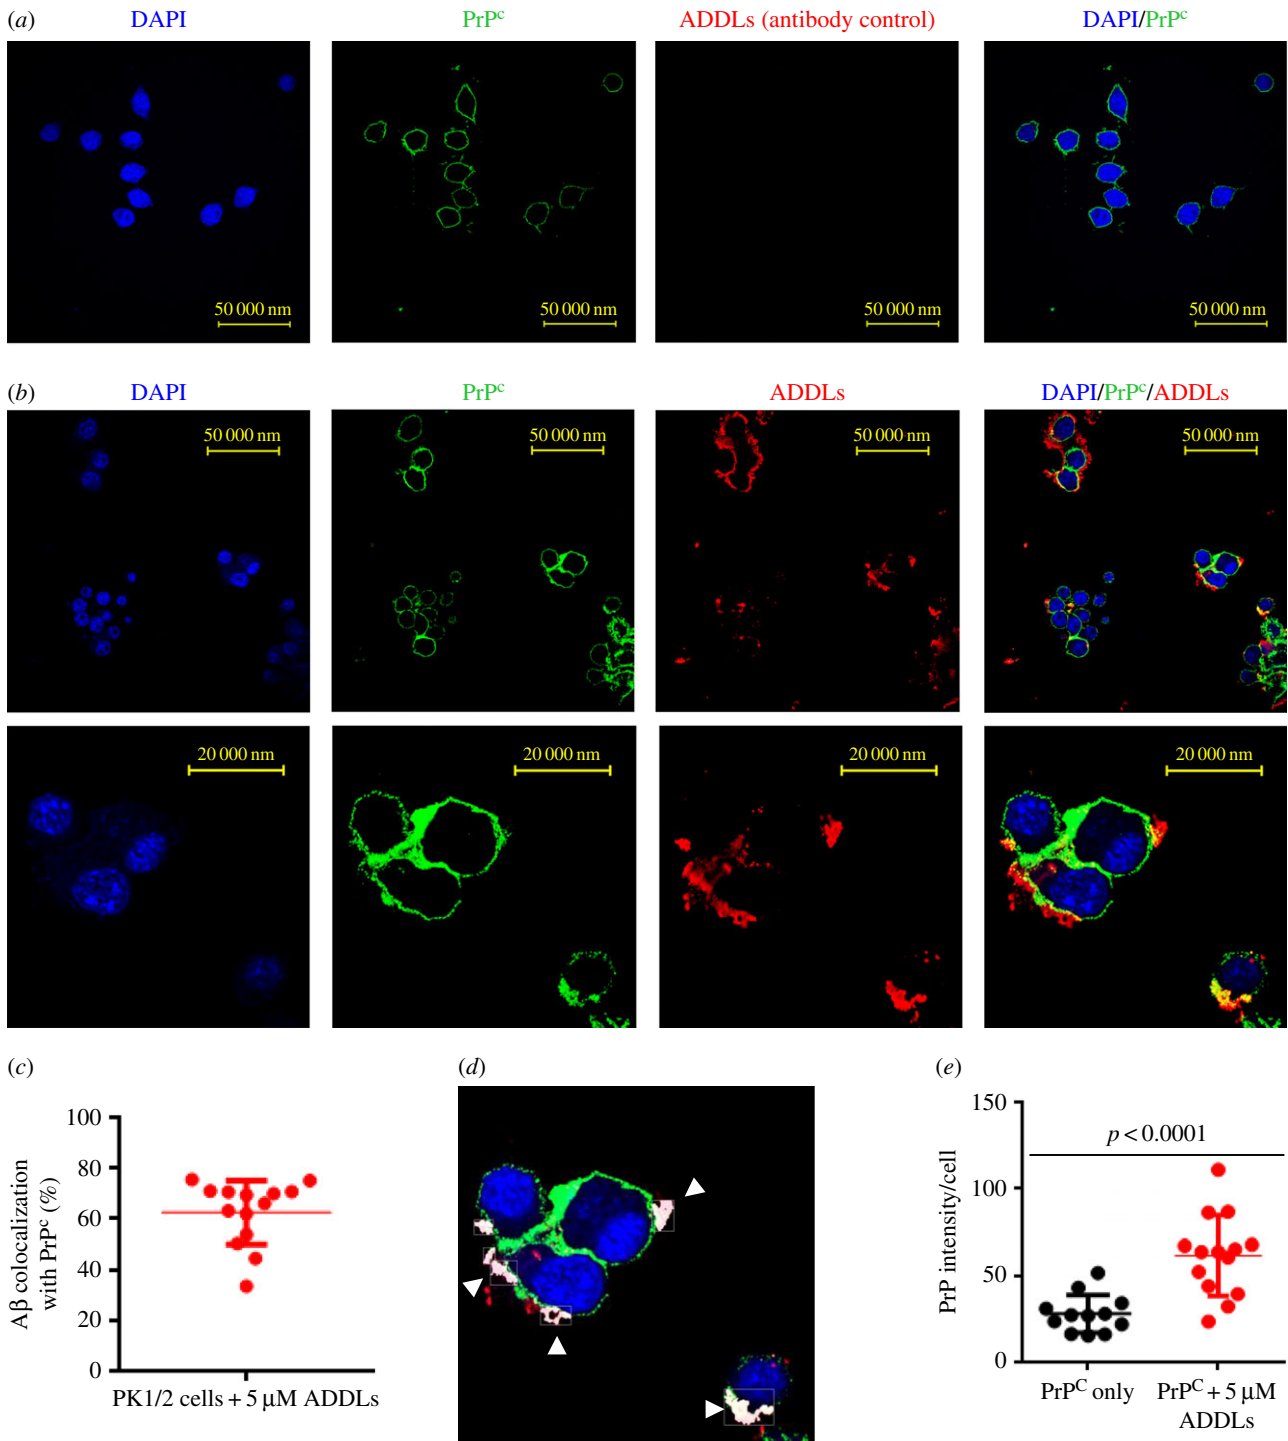 (a)
DAPI
PrPᶜ
ADDLs (antibody control)
DAPI/PrPᶜ
50 000 nm
50 000 nm
50 000 nm
50 000 nm
(b)
DAPI
PrPᶜ
ADDLs
DAPI/PrPᶜ/ADDLs
50 000 nm
50 000 nm
50 000 nm
50 000 nm
20 000 nm
20 000 nm
20 000 nm
20 000 nm
(c)
100
80
60
40
20
0
Aβ colocalization
with PrPᶜ (%)
PK1/2 cells + 5 μM ADDLs
(d)
(e)
150
100
50
0
PrP intensity/cell
p < 0.0001
PrPᶜ only
PrPᶜ + 5 μM
ADDLs